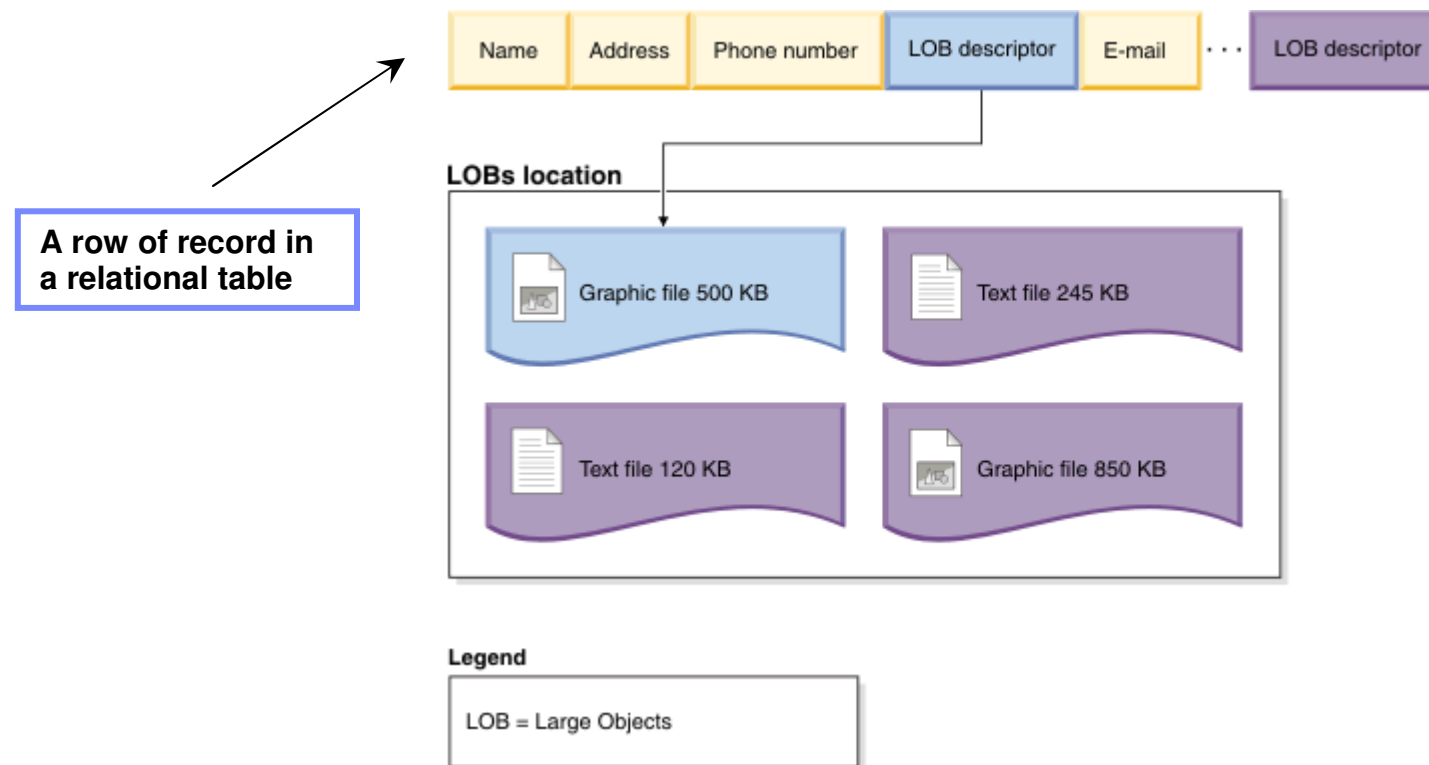 Name Address Phone number LOB descriptor E-mail · · · LOB descriptor
LOBs location
A row of record in
a relational table
Graphic file 500 KB Text file 245 KB
Text file 120 KB Graphic file 850 KB
Legend
LOB = Large Objects